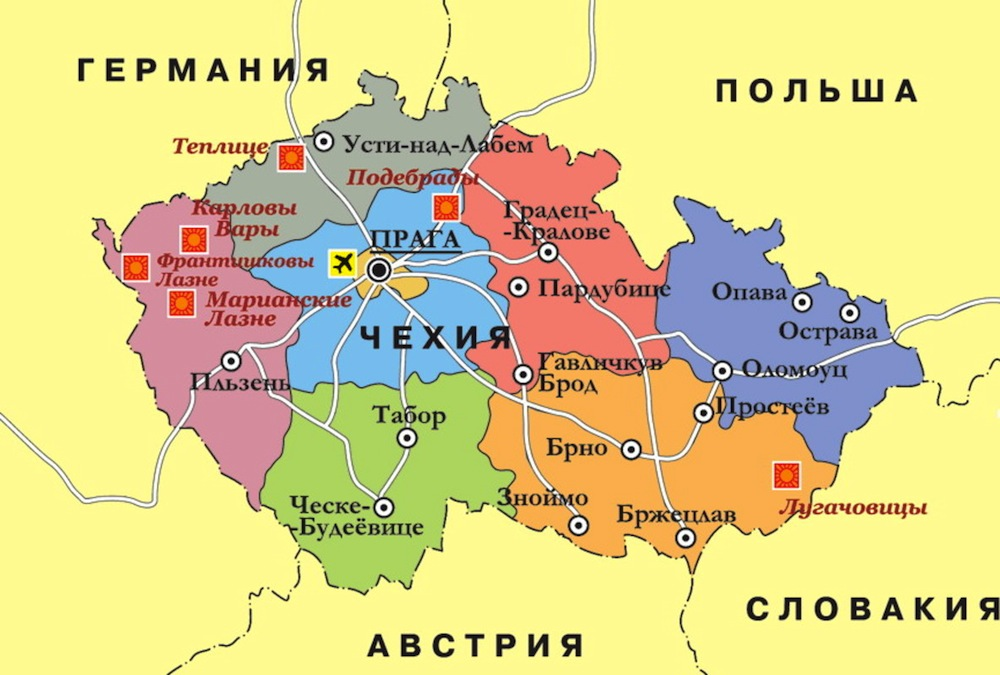 ГЕРМАНИЯ
ПОЛЬША
Теплице
Усти-над-Лабем
Подебрады
Карловы
Вары
Градец-
-Кралове
ПРАГА
Франтишковы
Лазне
Марианские
Лазне
Пардубице
Опава
Острава
ЧЕХИЯ
Пльзень
Гавличкув
Брод
Оломоуц
Простеёв
Табор
Брно
Ческе-
-Будеёвице
Зноймо
Бржецлав
Лугачовицы
СЛОВАКИЯ
АВСТРИЯ